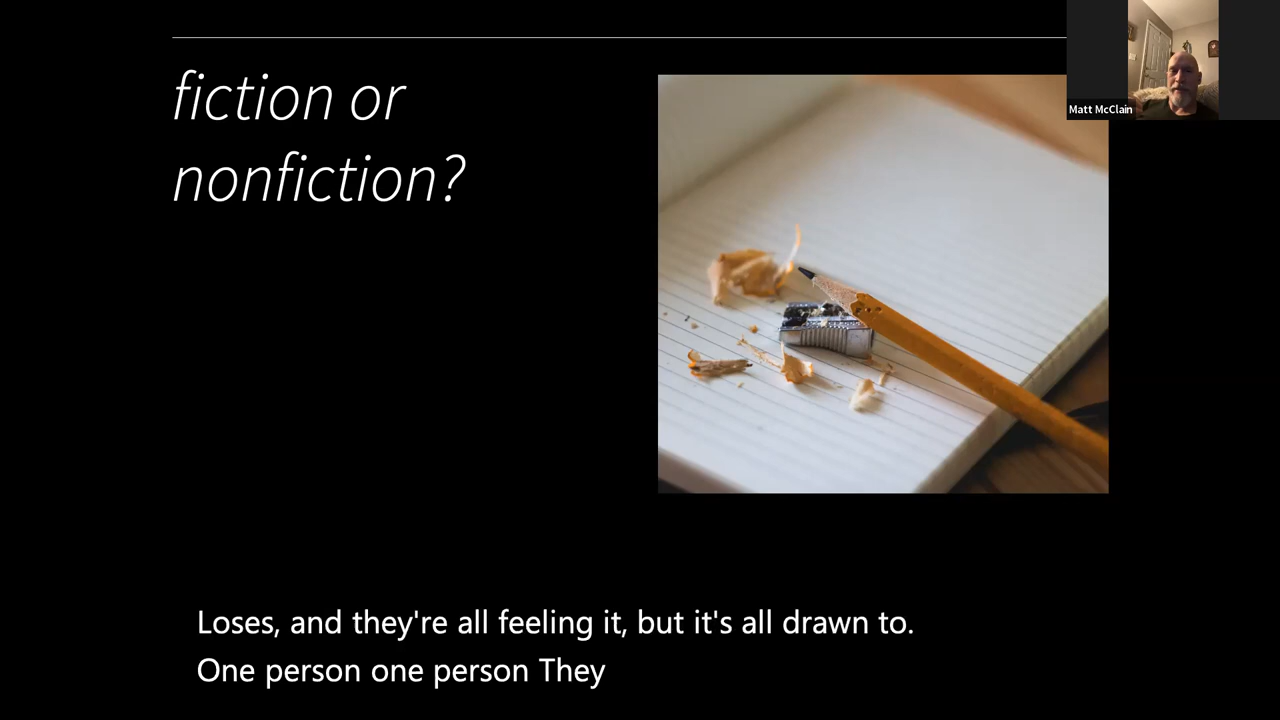 fiction or
nonfiction?
Matt McClain
Loses, and they're all feeling it, but it's all drawn to.
One person one person They